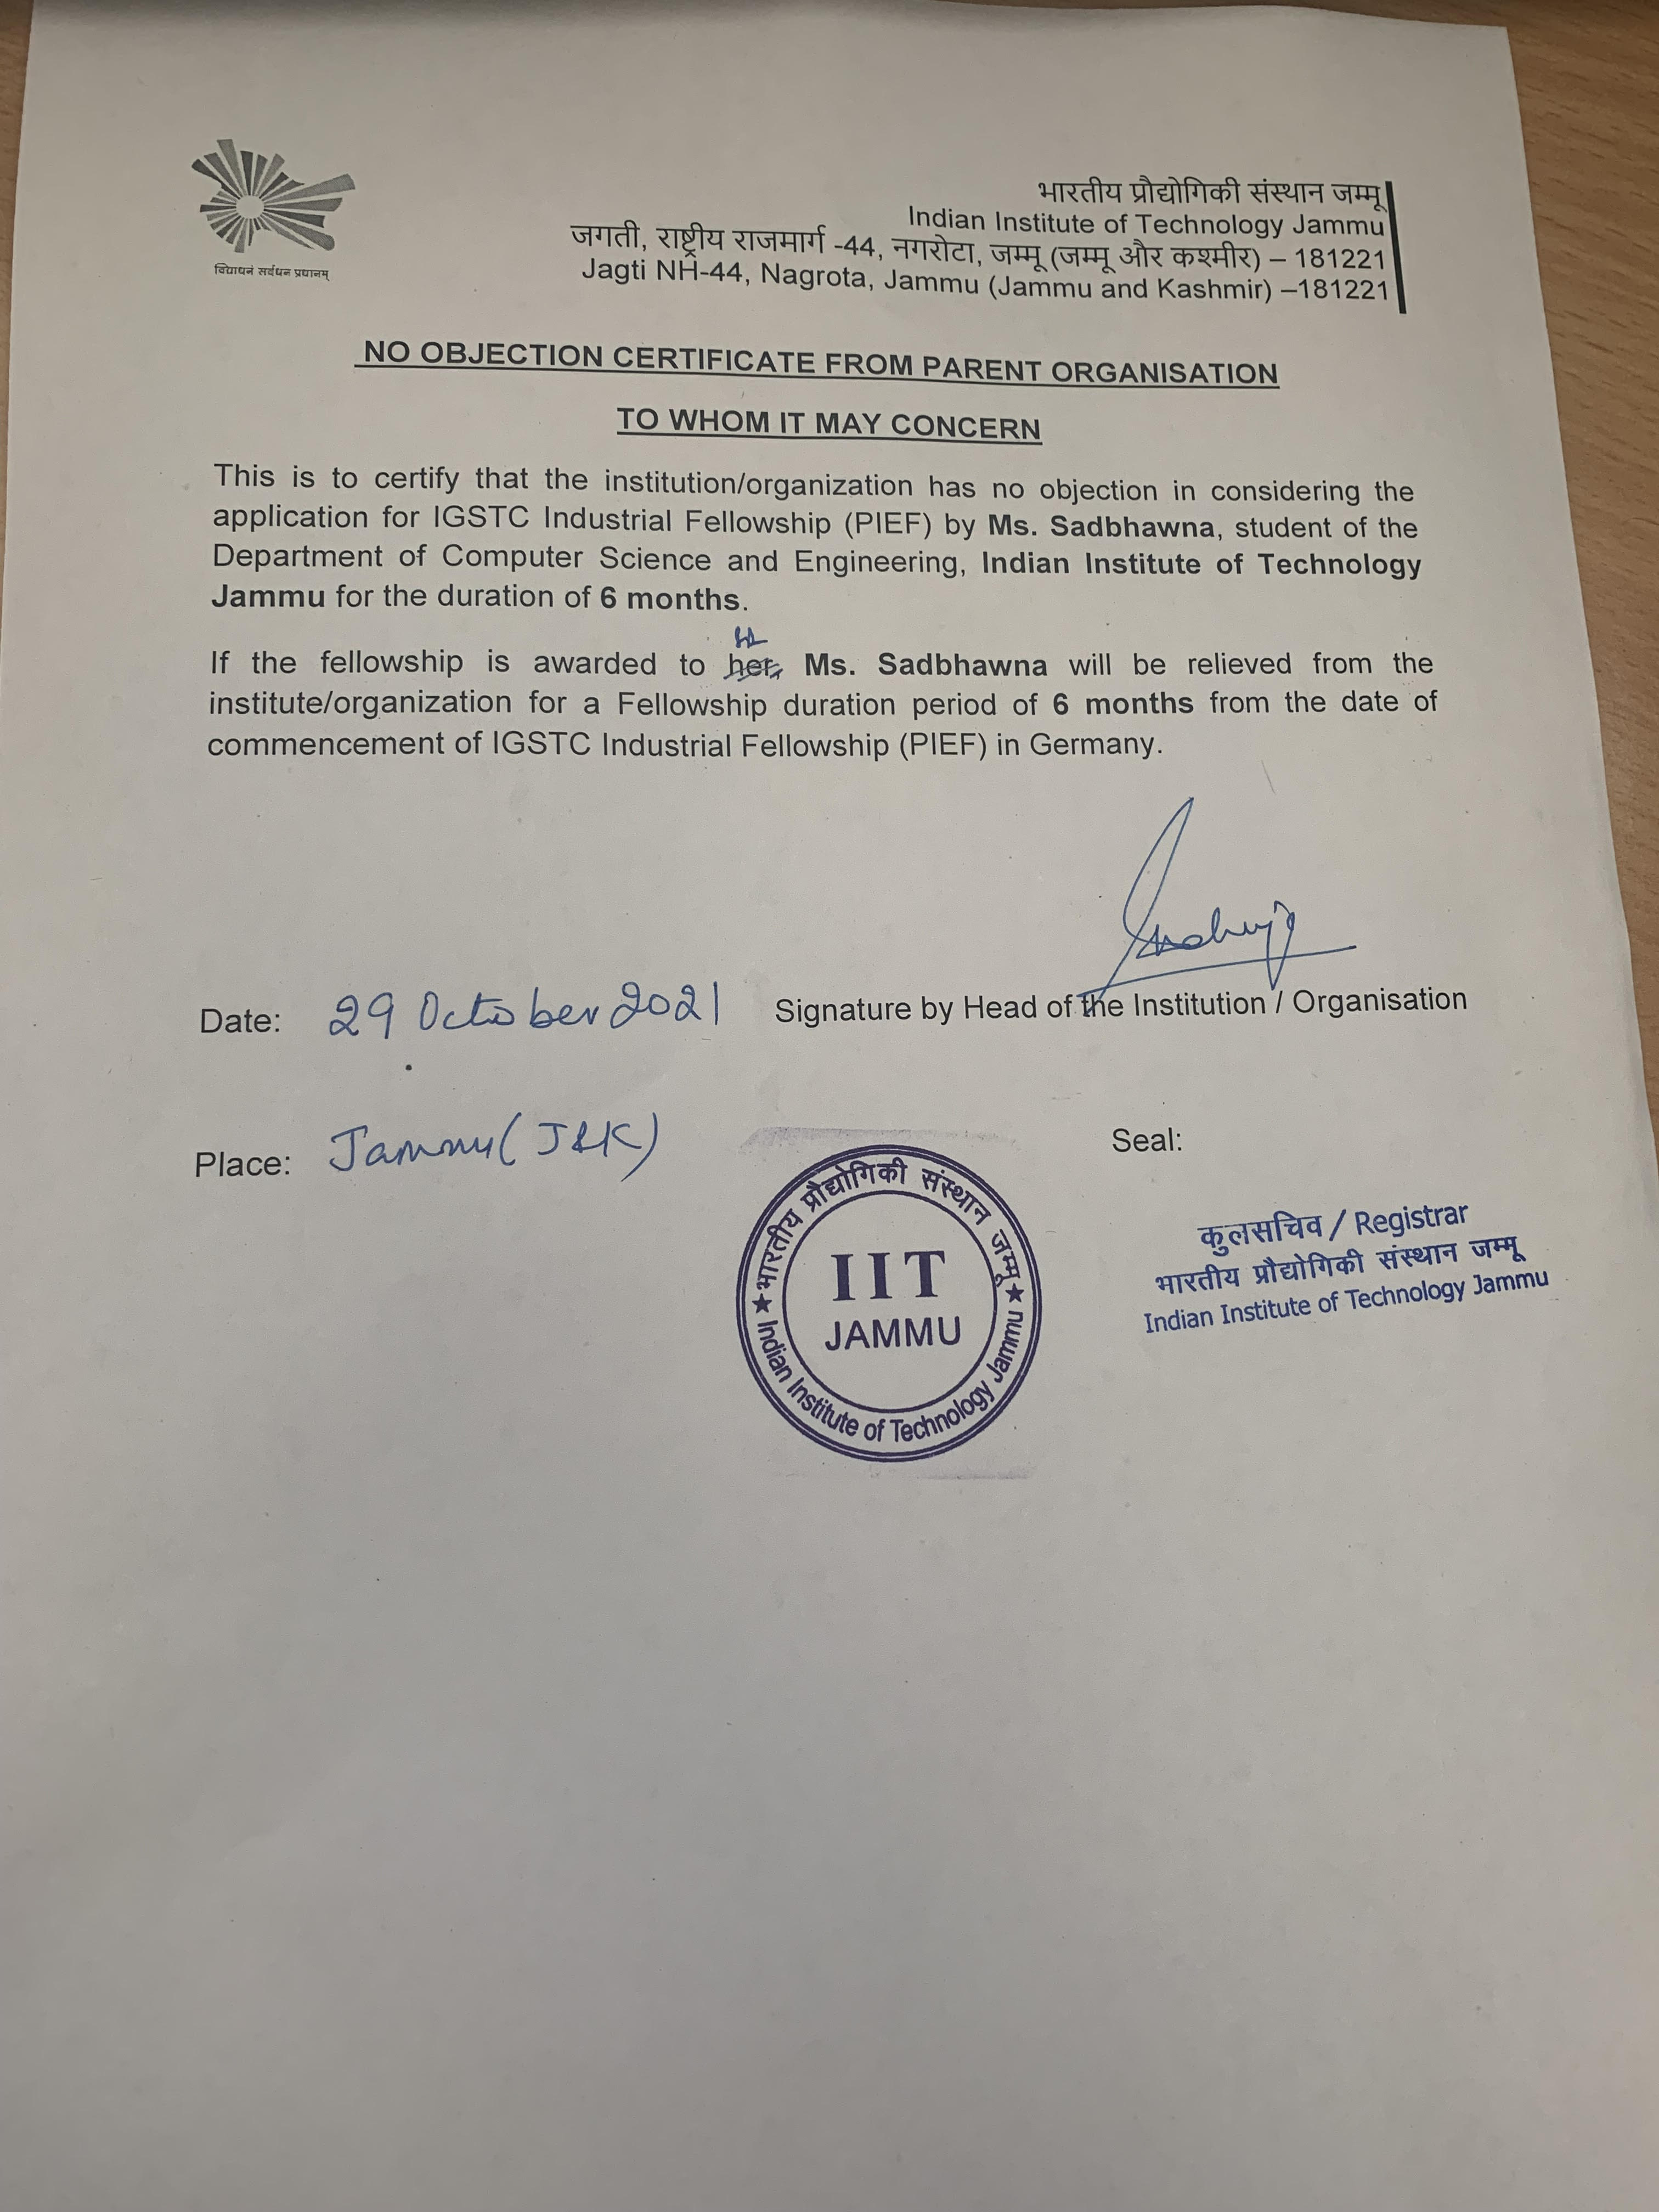 विद्याधनं सर्वधन प्रधानम्
भारतीय प्रौद्योगिकी संस्थान जम्मू
Indian Institute of Technology Jammu
जगती, राष्ट्रीय राजमार्ग -44, नगरोटा, जम्मू (जम्मू और कश्मीर) – 181221
Jagti NH-44, Nagrota, Jammu (Jammu and Kashmir) –181221
NO OBJECTION CERTIFICATE FROM PARENT ORGANISATION
TO WHOM IT MAY CONCERN
This is to certify that the institution/organization has no objection in considering the
application for IGSTC Industrial Fellowship (PIEF) by Ms. Sadbhawna, student of the
Department of Computer Science and Engineering, Indian Institute of Technology
Jammu for the duration of 6 months.
If the fellowship is awarded to her, Ms. Sadbhawna will be relieved from the
institute/organization for a Fellowship duration period of 6 months from the date of
commencement of IGSTC Industrial Fellowship (PIEF) in Germany.
Date: 29 October 2021 Signature by Head of the Institution / Organisation
Place: Jammu (J&K)
Seal:
भारतीय प्रौद्योगिकी संस्थान जम्मू
IIT
JAMMU
★ Indian Institute of Technology Jammu ★
कुलसचिव / Registrar
भारतीय प्रौद्योगिकी संस्थान जम्मू
Indian Institute of Technology Jammu